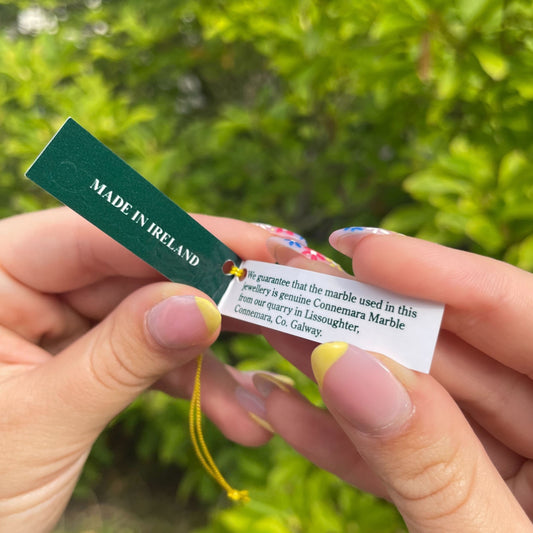 MADE IN IRELAND
We guarantee that the marble used in this
jewellery is genuine Connemara Marble
from our quarry in Lissoughter,
Connemara, Co. Galway.